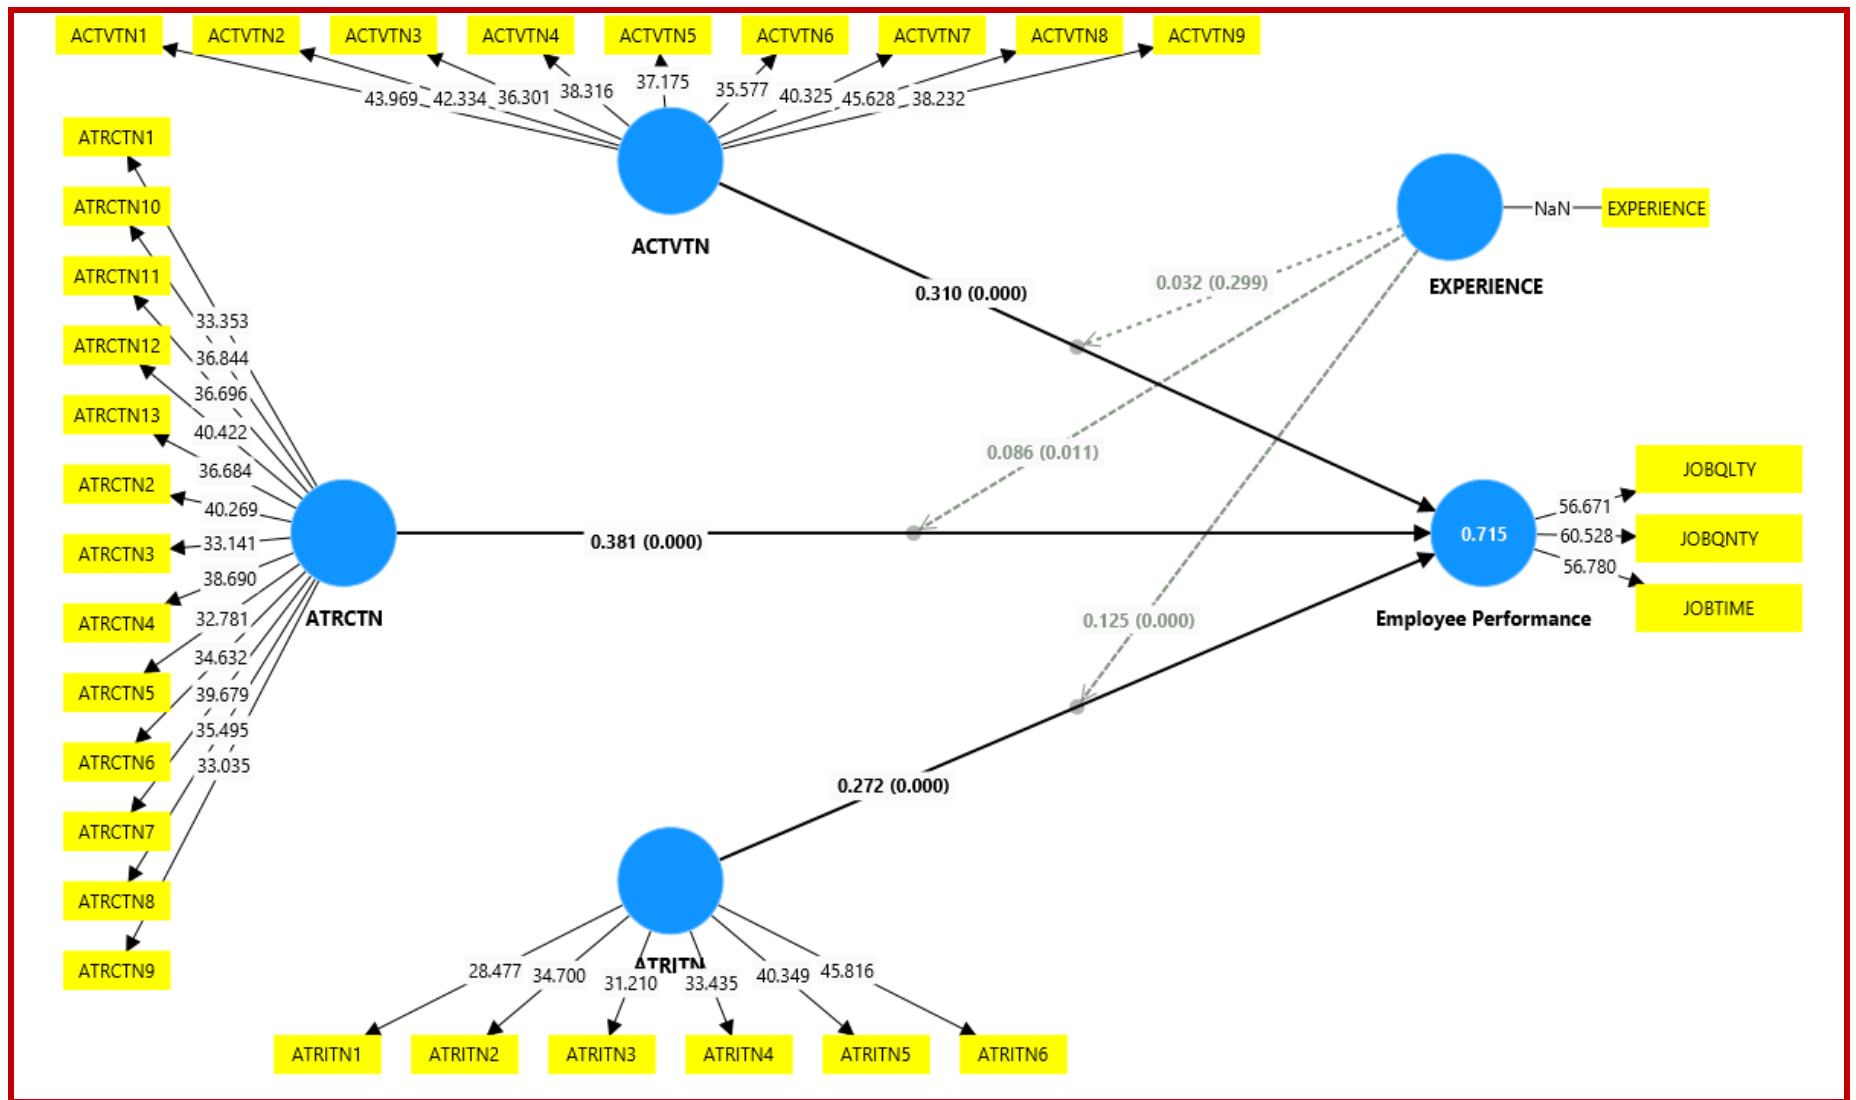 ACTVTN1 ACTVTN2 ACTVTN3 ACTVTN4 ACTVTN5 ACTVTN6 ACTVTN7 ACTVTN8 ACTVTN9
43.969 42.334 36.301 38.316 37.175 35.577 40.325 45.628 38.232
ACTVTN
ATRCTN1
ATRCTN10
ATRCTN11
ATRCTN12
ATRCTN13
ATRCTN2
ATRCTN3
ATRCTN4
ATRCTN5
ATRCTN6
ATRCTN7
ATRCTN8
ATRCTN9
33.353
36.844
36.696
40.422
36.684
40.269
33.141
38.690
32.781
34.632
39.679
35.495
33.035
ATRCTN
NaN
EXPERIENCE
EXPERIENCE
0.032 (0.299)
0.310 (0.000)
0.086 (0.011)
0.381 (0.000)
0.125 (0.000)
0.272 (0.000)
0.715
Employee Performance
56.671
60.528
56.780
JOBQLTY
JOBQNTY
JOBTIME
ATRITN
28.477 34.700 31.210 33.435 40.349 45.816
ATRITN1 ATRITN2 ATRITN3 ATRITN4 ATRITN5 ATRITN6